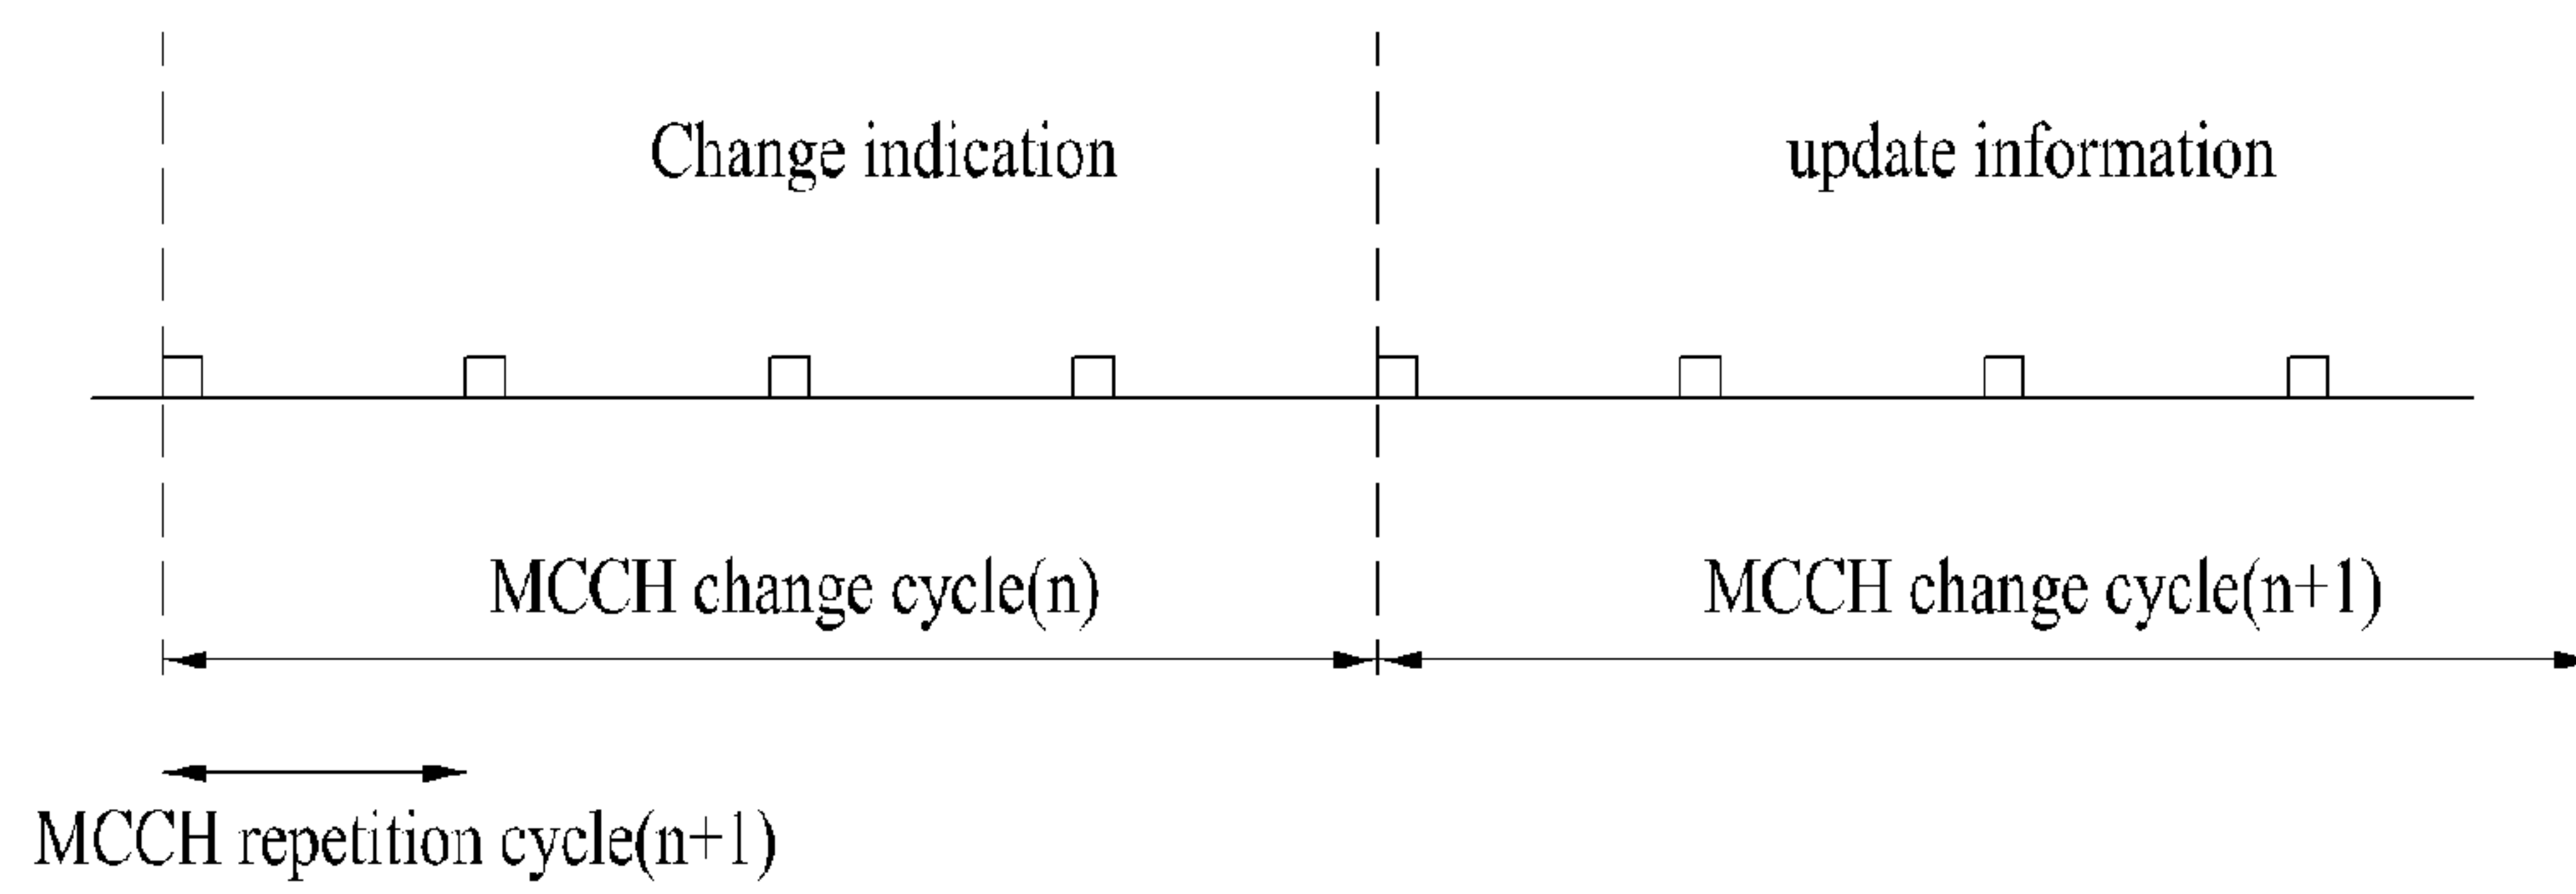 Change indication
update information
MCCH change cycle(n)
MCCH change cycle(n+1)
MCCH repetition cycle(n+1)